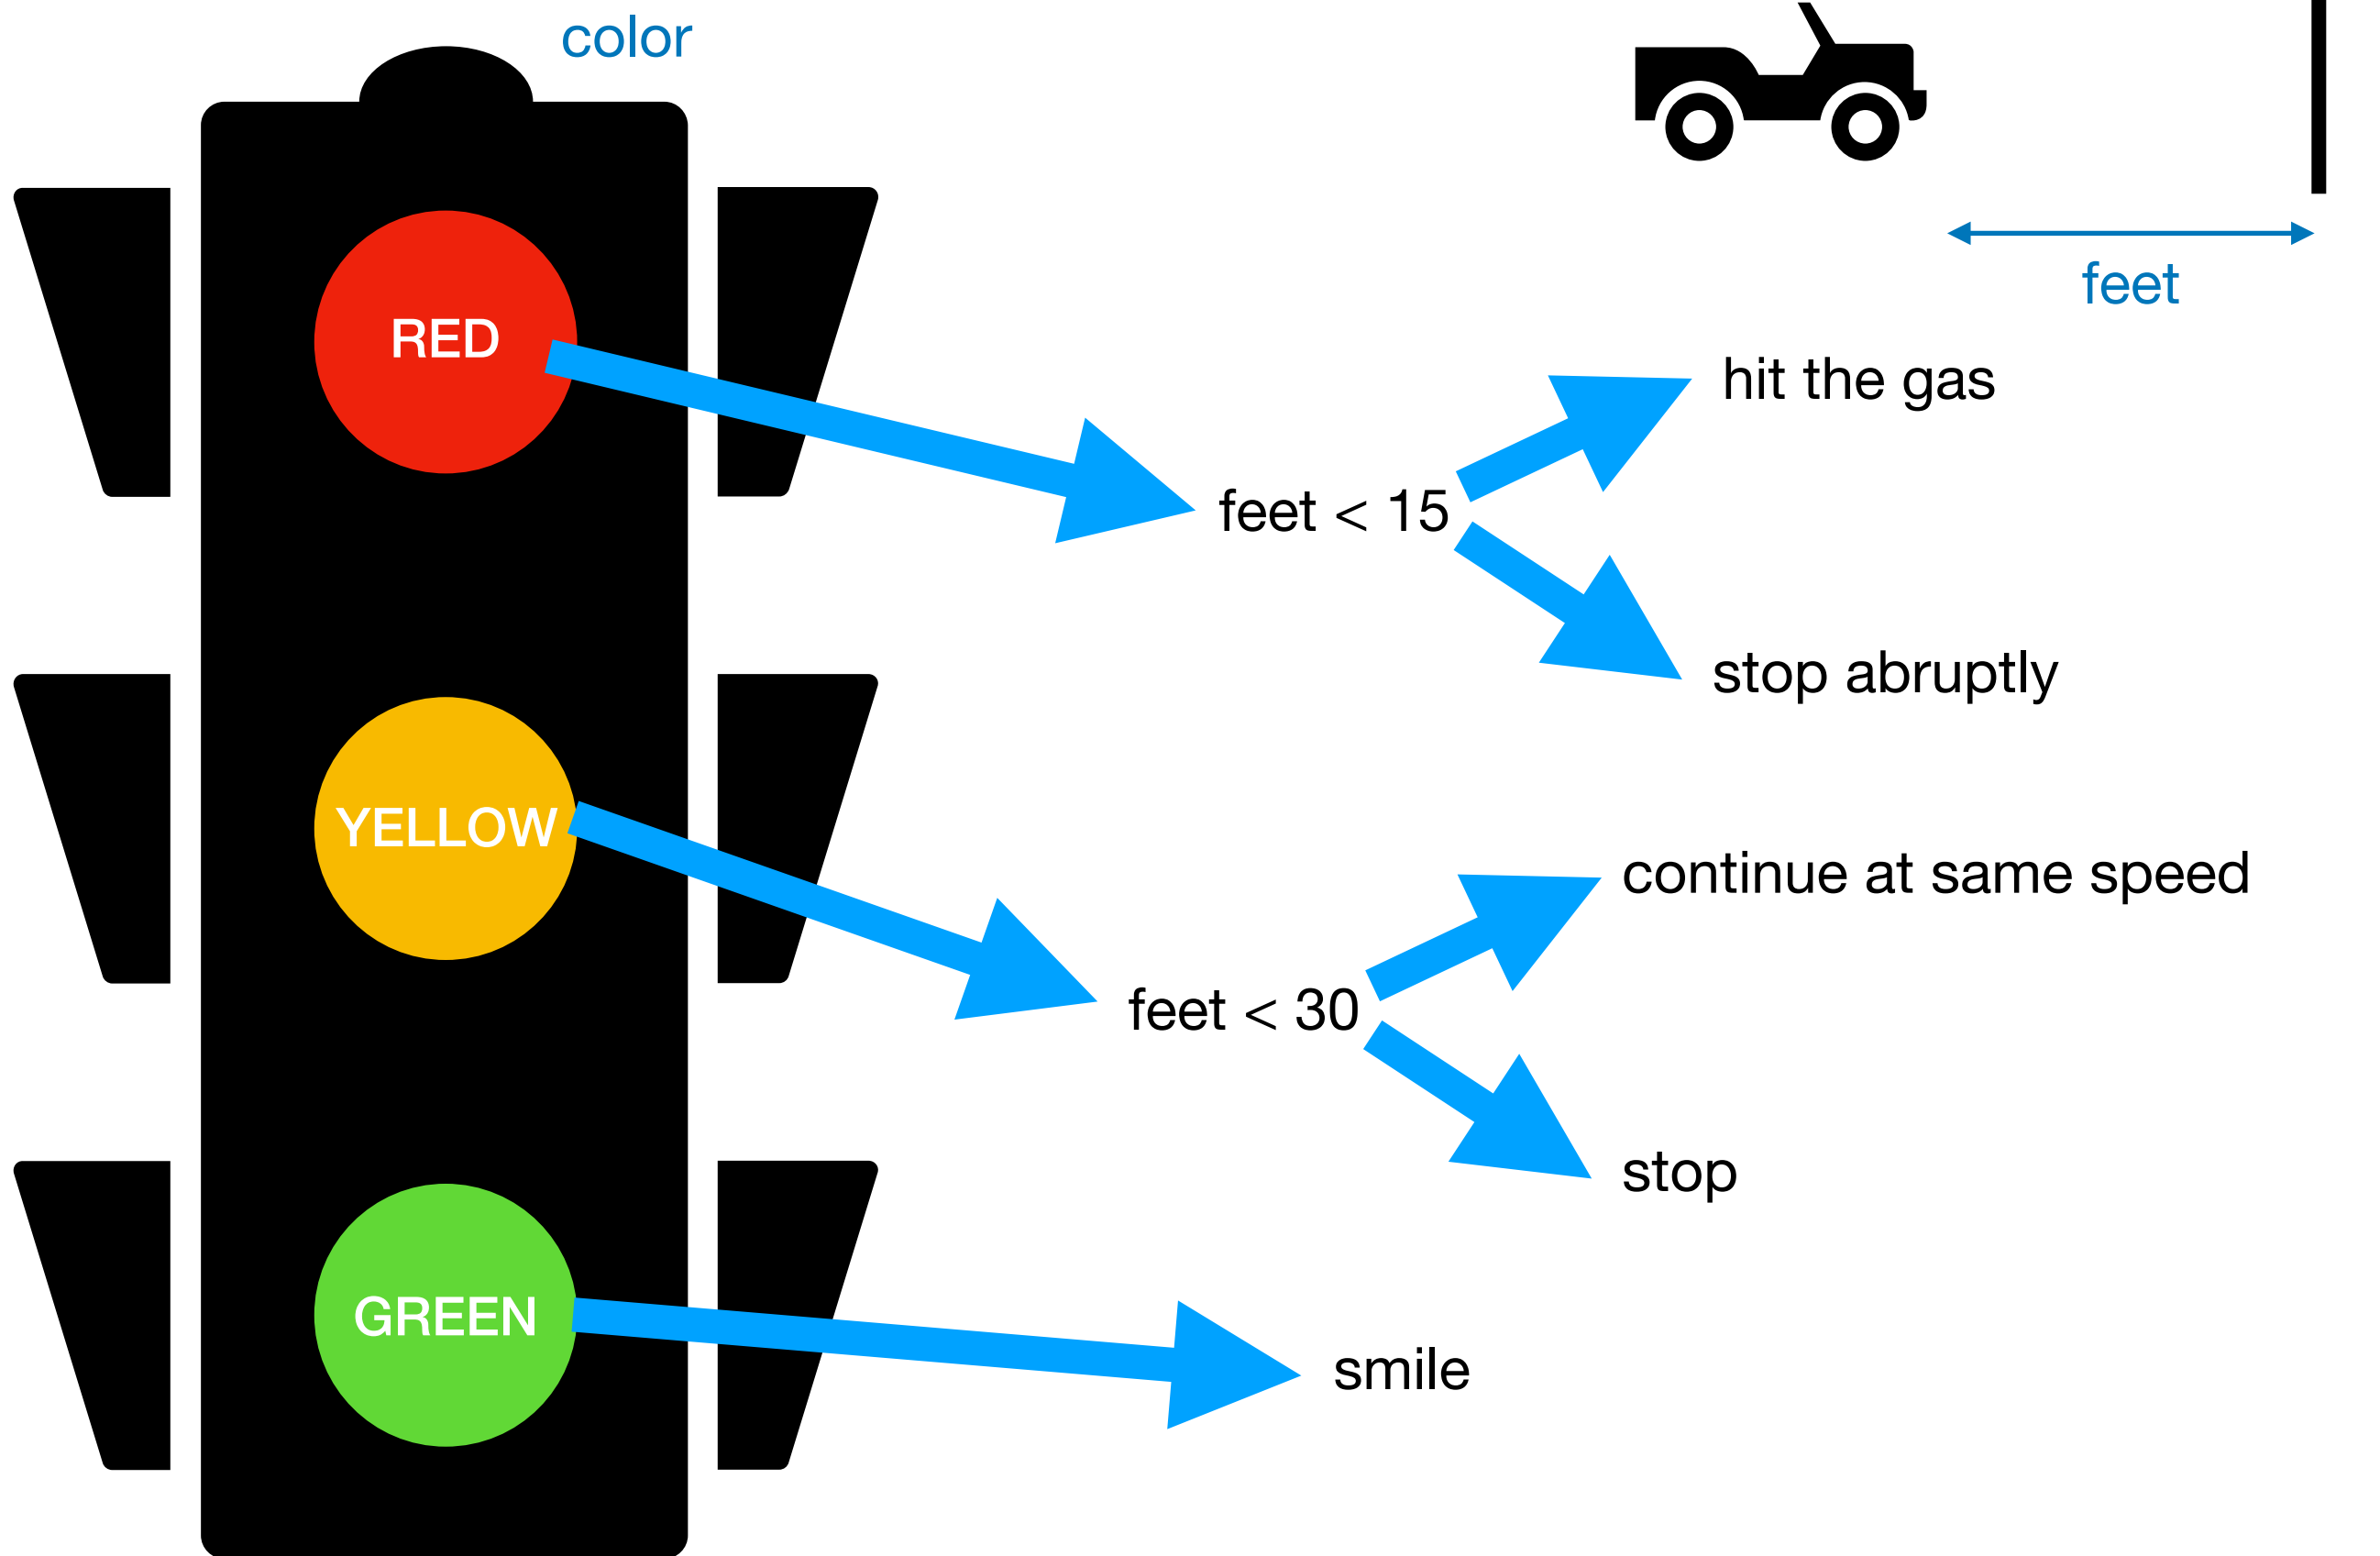 color
feet
RED
hit the gas
feet < 15
stop abruptly
YELLOW
continue at same speed
feet < 30
stop
GREEN
smile